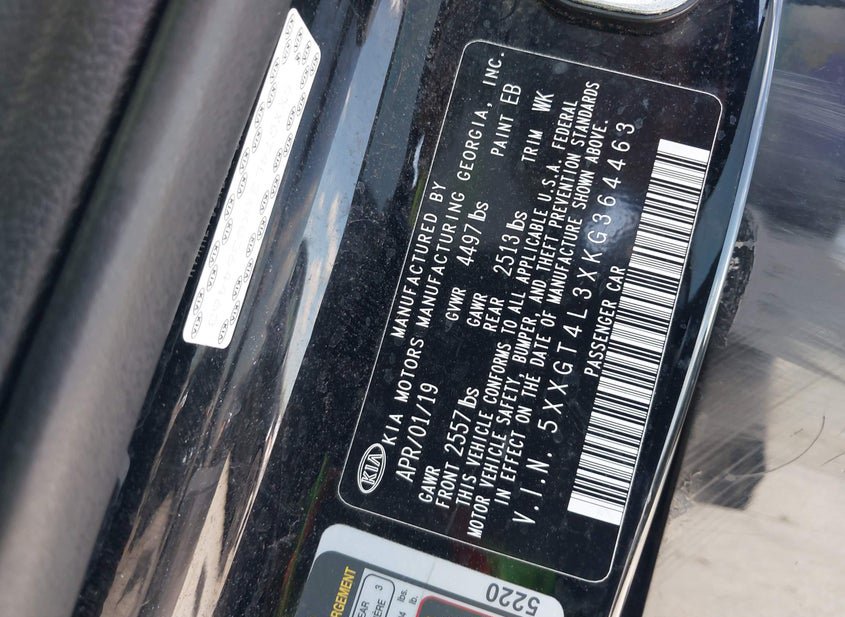 MANUFACTURED BY
KIA KIA MOTORS MANUFACTURING GEORGIA, INC.
APR/01/19 GVWR 4497 lbs PAINT EB
GAWR FRONT 2557 lbs GAWR REAR 2513 lbs TRIM WK
THIS VEHICLE CONFORMS TO ALL APPLICABLE U.S.A. FEDERAL
MOTOR VEHICLE SAFETY, BUMPER, AND THEFT PREVENTION STANDARDS
IN EFFECT ON THE DATE OF MANUFACTURE SHOWN ABOVE.
V.I.N. 5XXGT4L3XKG364463
PASSENGER CAR
5220
3